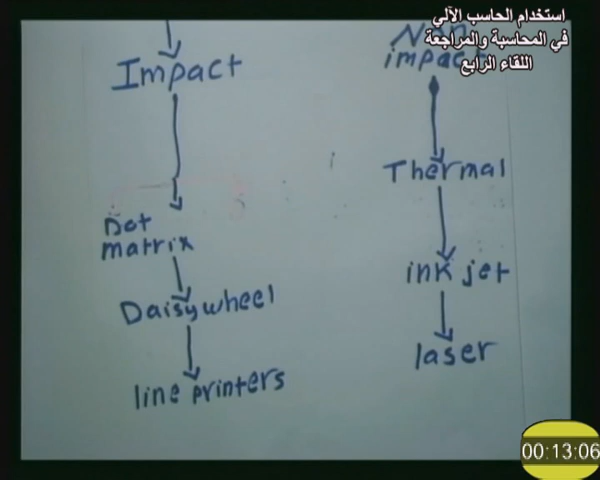 استخدام الحاسب الآلي
في المحاسبة والمراجعة
اللقاء الرابع
Impact
Non
impact
Dot
matrix
Daisywheel
line printers
Thermal
ink jet
laser
00:13:06